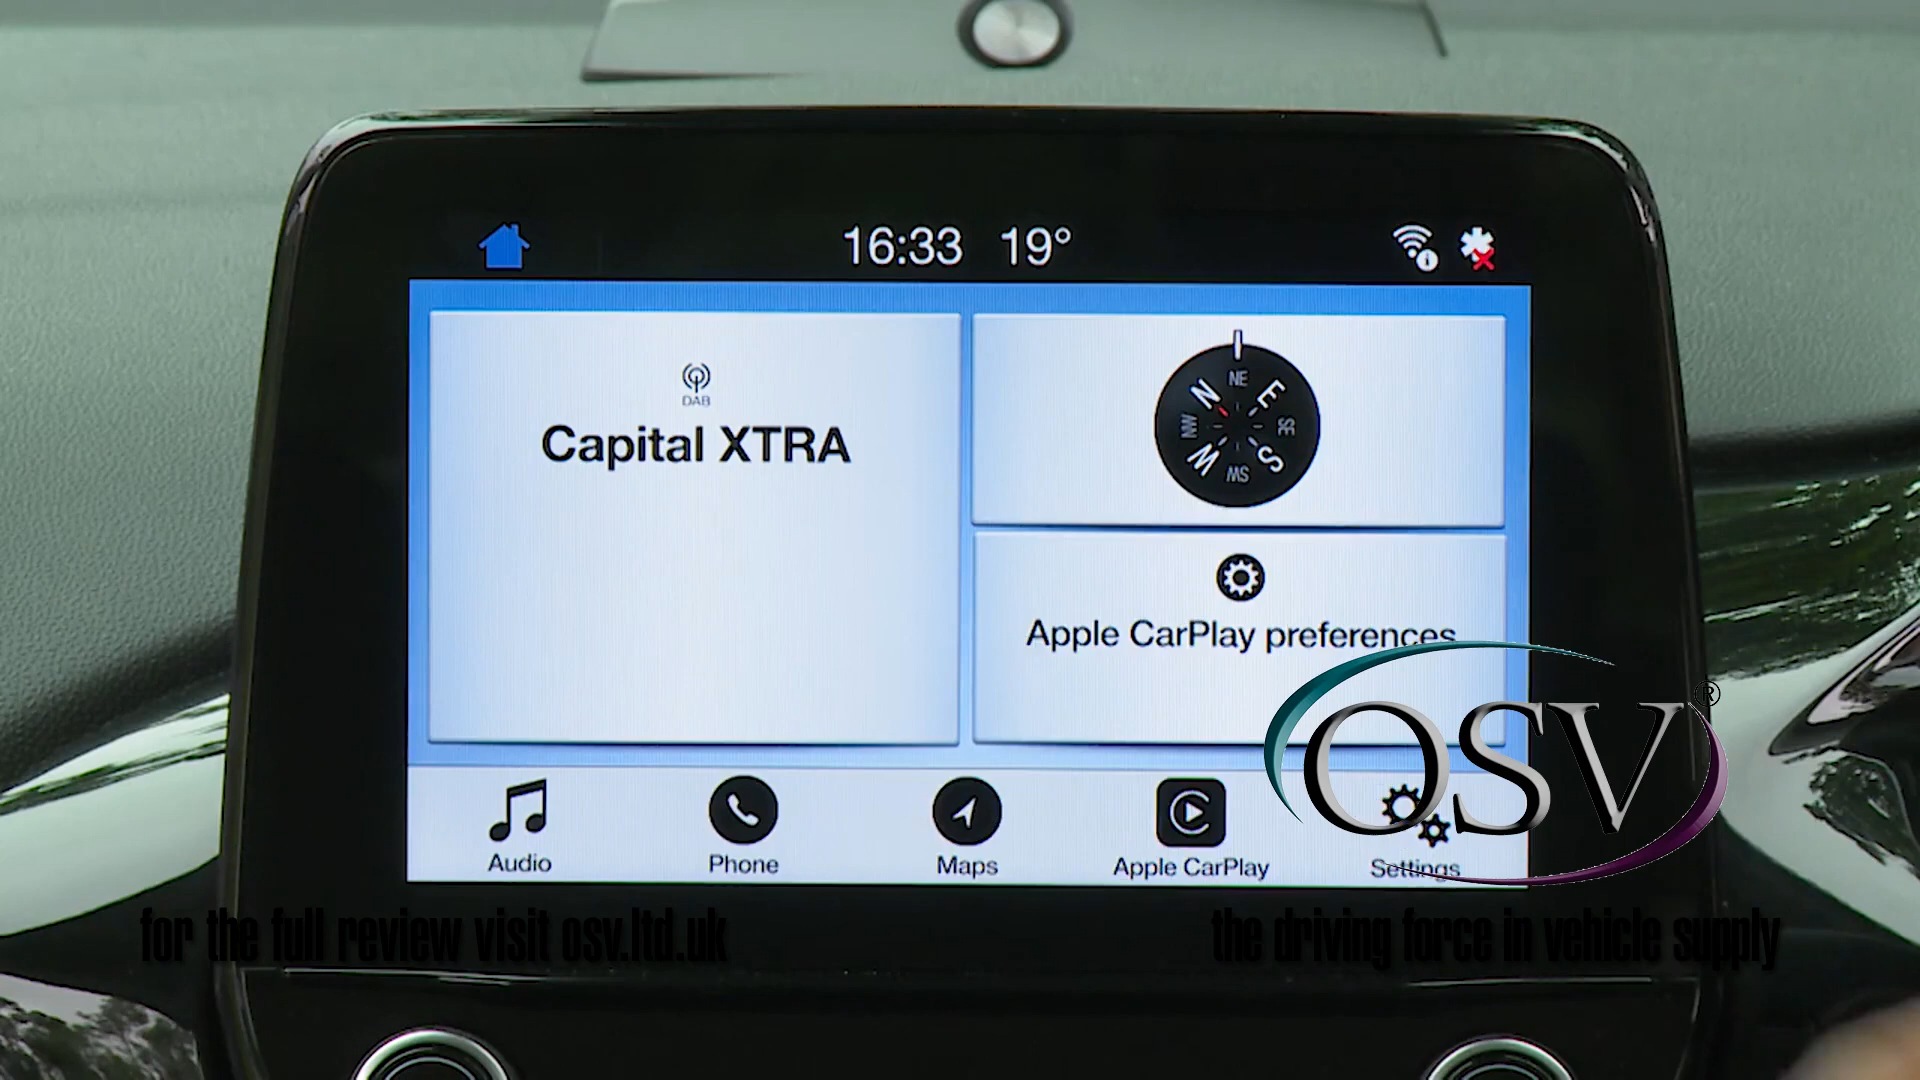 16:33 19°
DAB
Capital XTRA
N NE E
NW SE
W SW S
Apple CarPlay preferences
OSV®
Audio Phone Maps Apple CarPlay Settings
for the full review visit osv.ltd.uk
the driving force in vehicle supply